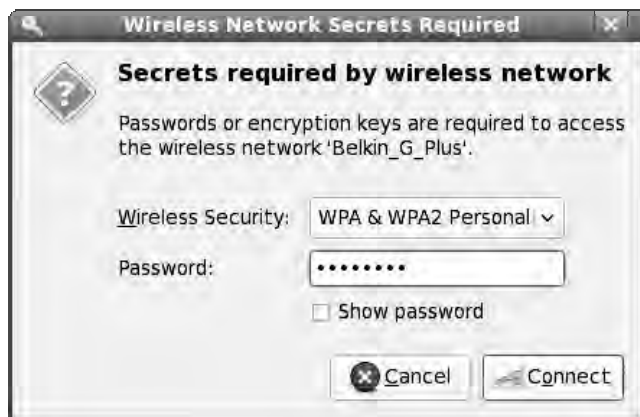 Wireless Network Secrets Required
Secrets required by wireless network
Passwords or encryption keys are required to access
the wireless network 'Belkin_G_Plus'.
Wireless Security: WPA & WPA2 Personal
Password: ••••••••
Show password
Cancel Connect